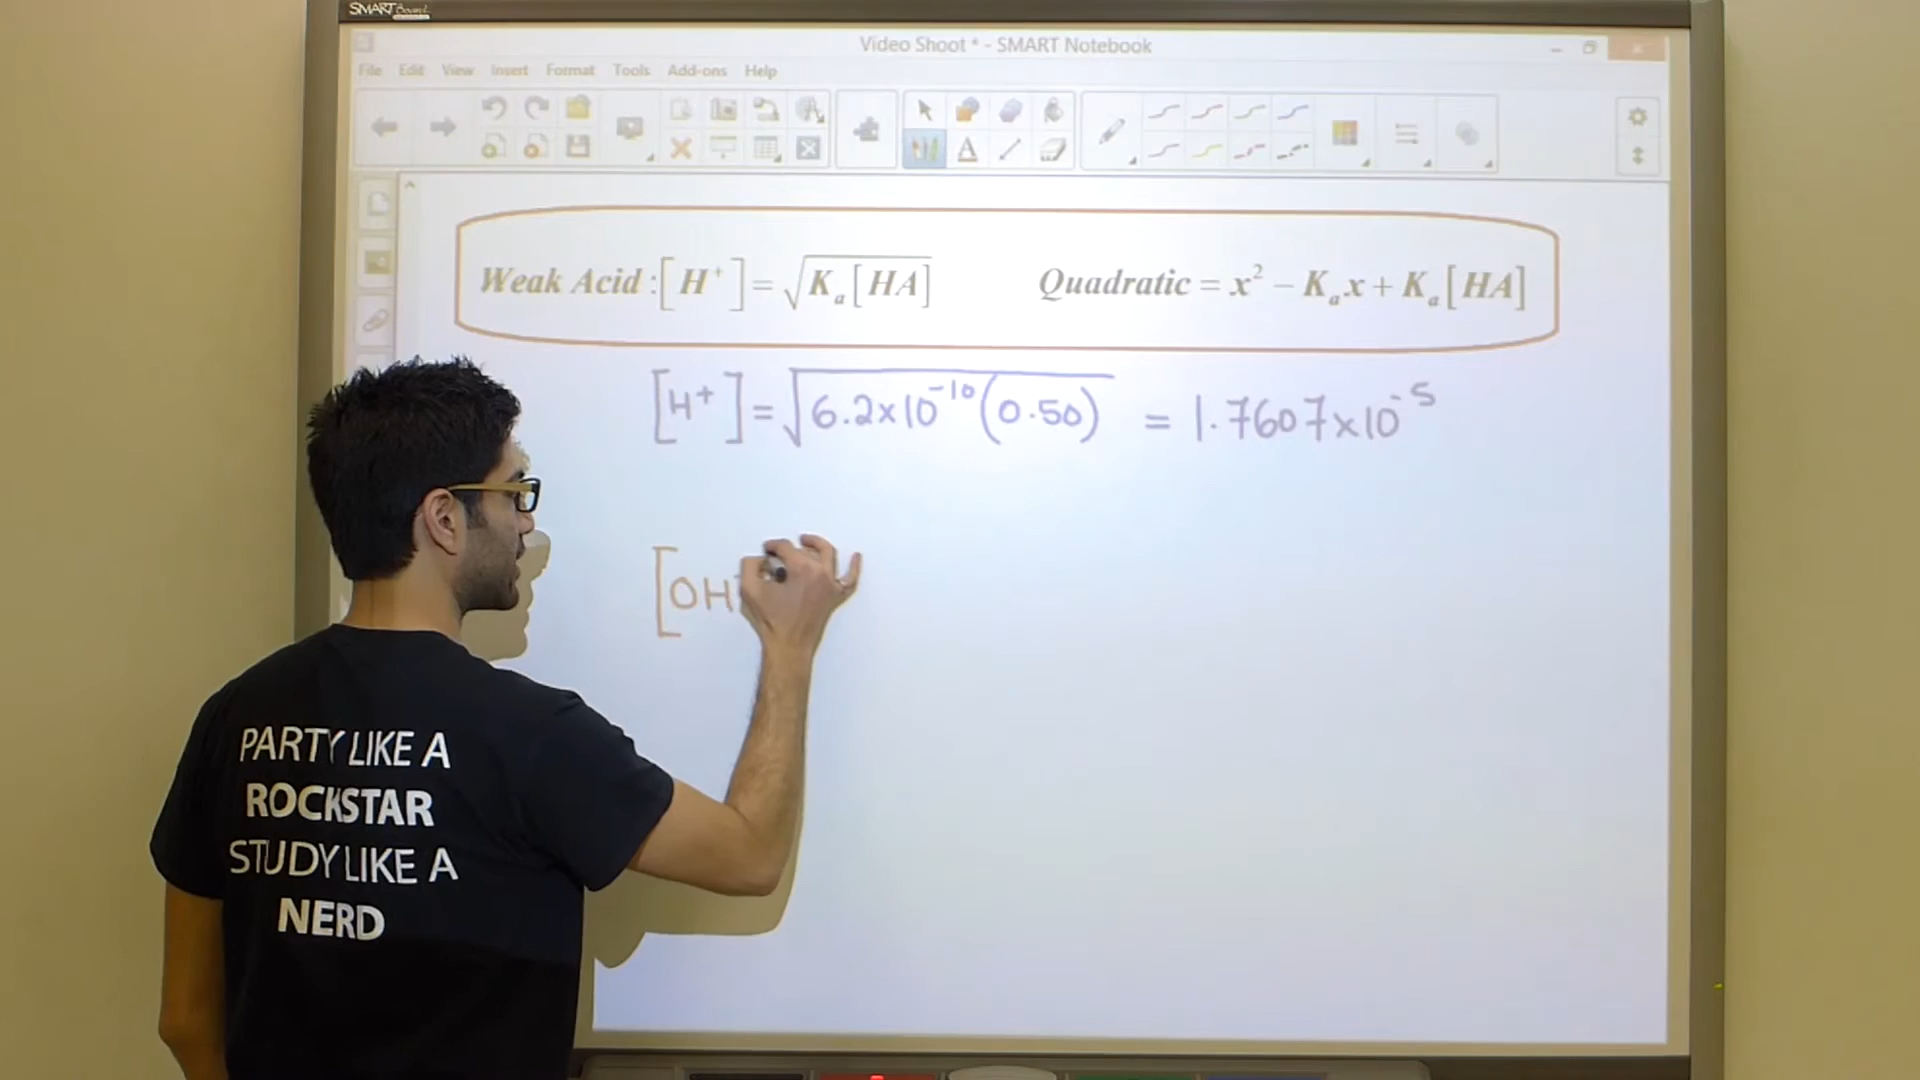 SMART Board
Video Shoot * - SMART Notebook
File Edit View Insert Format Tools Add-ons Help
Weak Acid :[H⁺] = √Kₐ[HA]
Quadratic = x² − Kₐx + Kₐ[HA]
[H⁺] = √6.2x10⁻¹⁰(0.50) = 1.7607x10⁻⁵
[OH⁻
PARTY LIKE A
ROCKSTAR
STUDY LIKE A
NERD